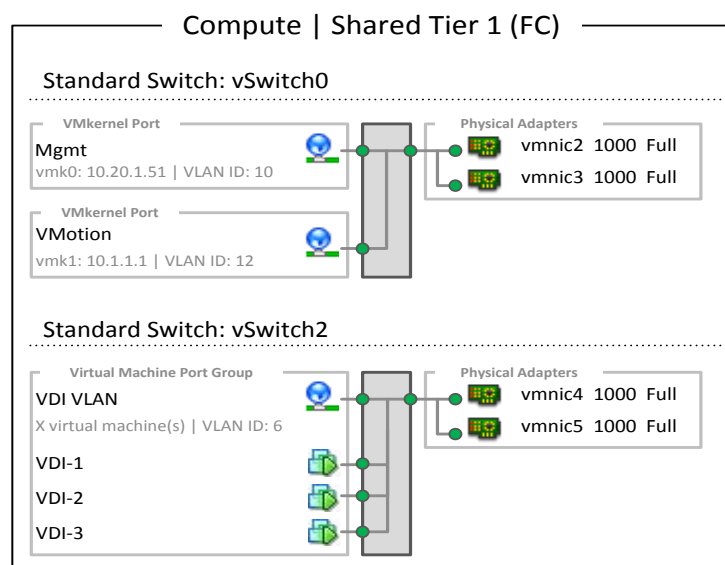 Compute | Shared Tier 1 (FC)
Standard Switch: vSwitch0
VMkernel Port
Physical Adapters
Mgmt
vmnic2 1000 Full
vmk0: 10.20.1.51 | VLAN ID: 10
vmnic3 1000 Full
VMkernel Port
VMotion
vmk1: 10.1.1.1 | VLAN ID: 12
Standard Switch: vSwitch2
Virtual Machine Port Group
Physical Adapters
VDI VLAN
vmnic4 1000 Full
X virtual machine(s) | VLAN ID: 6
vmnic5 1000 Full
VDI-1
VDI-2
VDI-3